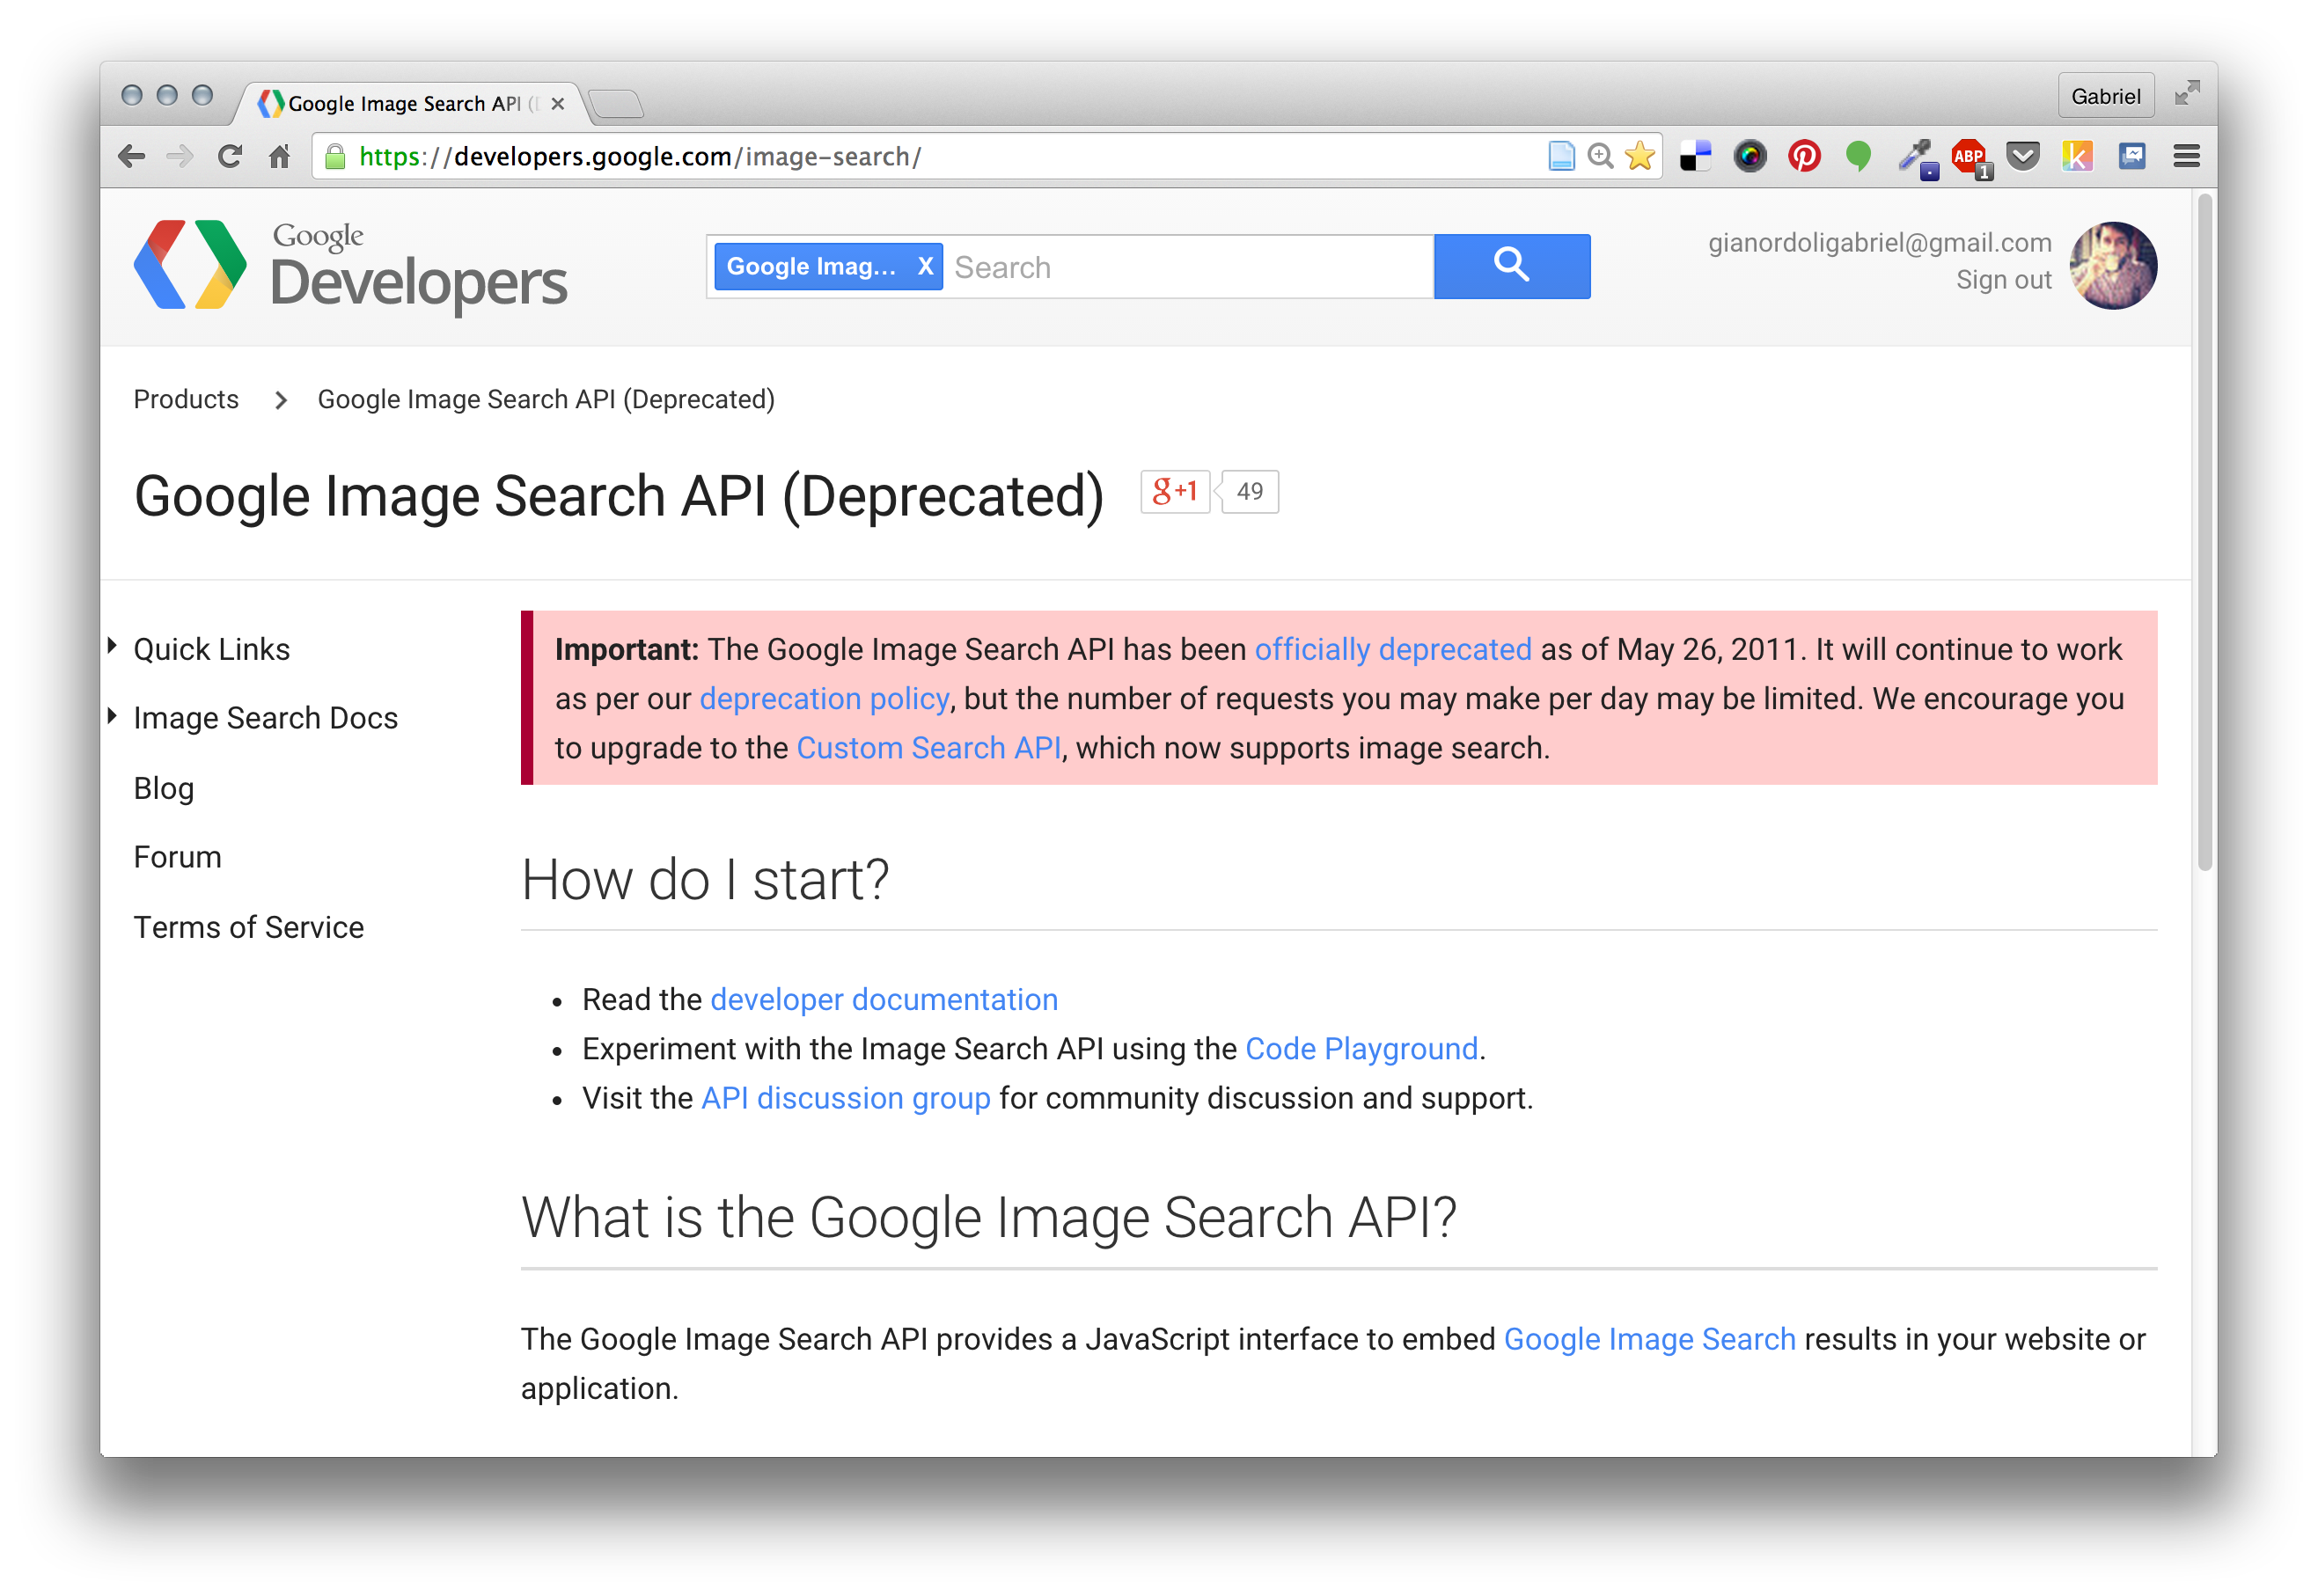 Google Image Search API (D
Gabriel
https://developers.google.com/image-search/
ABP
1
k
Google
Developers
Google Imag... X
Search
gianordoligabriel@gmail.com
Sign out
Products
Google Image Search API (Deprecated)
Google Image Search API (Deprecated)
g+1
49
Quick Links
Image Search Docs
Blog
Forum
Terms of Service
Important: The Google Image Search API has been officially deprecated as of May 26, 2011. It will continue to work
as per our deprecation policy, but the number of requests you may make per day may be limited. We encourage you
to upgrade to the Custom Search API, which now supports image search.
How do I start?
• Read the developer documentation
• Experiment with the Image Search API using the Code Playground.
• Visit the API discussion group for community discussion and support.
What is the Google Image Search API?
The Google Image Search API provides a JavaScript interface to embed Google Image Search results in your website or
application.